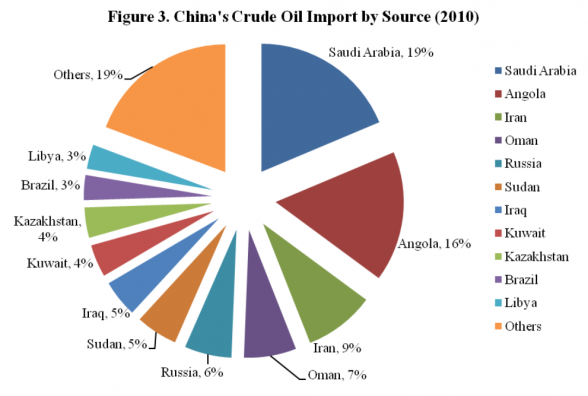 Figure 3. China's Crude Oil Import by Source (2010)
Saudi Arabia, 19%
Angola, 16%
Iran, 9%
Oman, 7%
Russia, 6%
Sudan, 5%
Iraq, 5%
Kuwait, 4%
Kazakhstan,
4%
Brazil, 3%
Libya, 3%
Others, 19%
Saudi Arabia
Angola
Iran
Oman
Russia
Sudan
Iraq
Kuwait
Kazakhstan
Brazil
Libya
Others